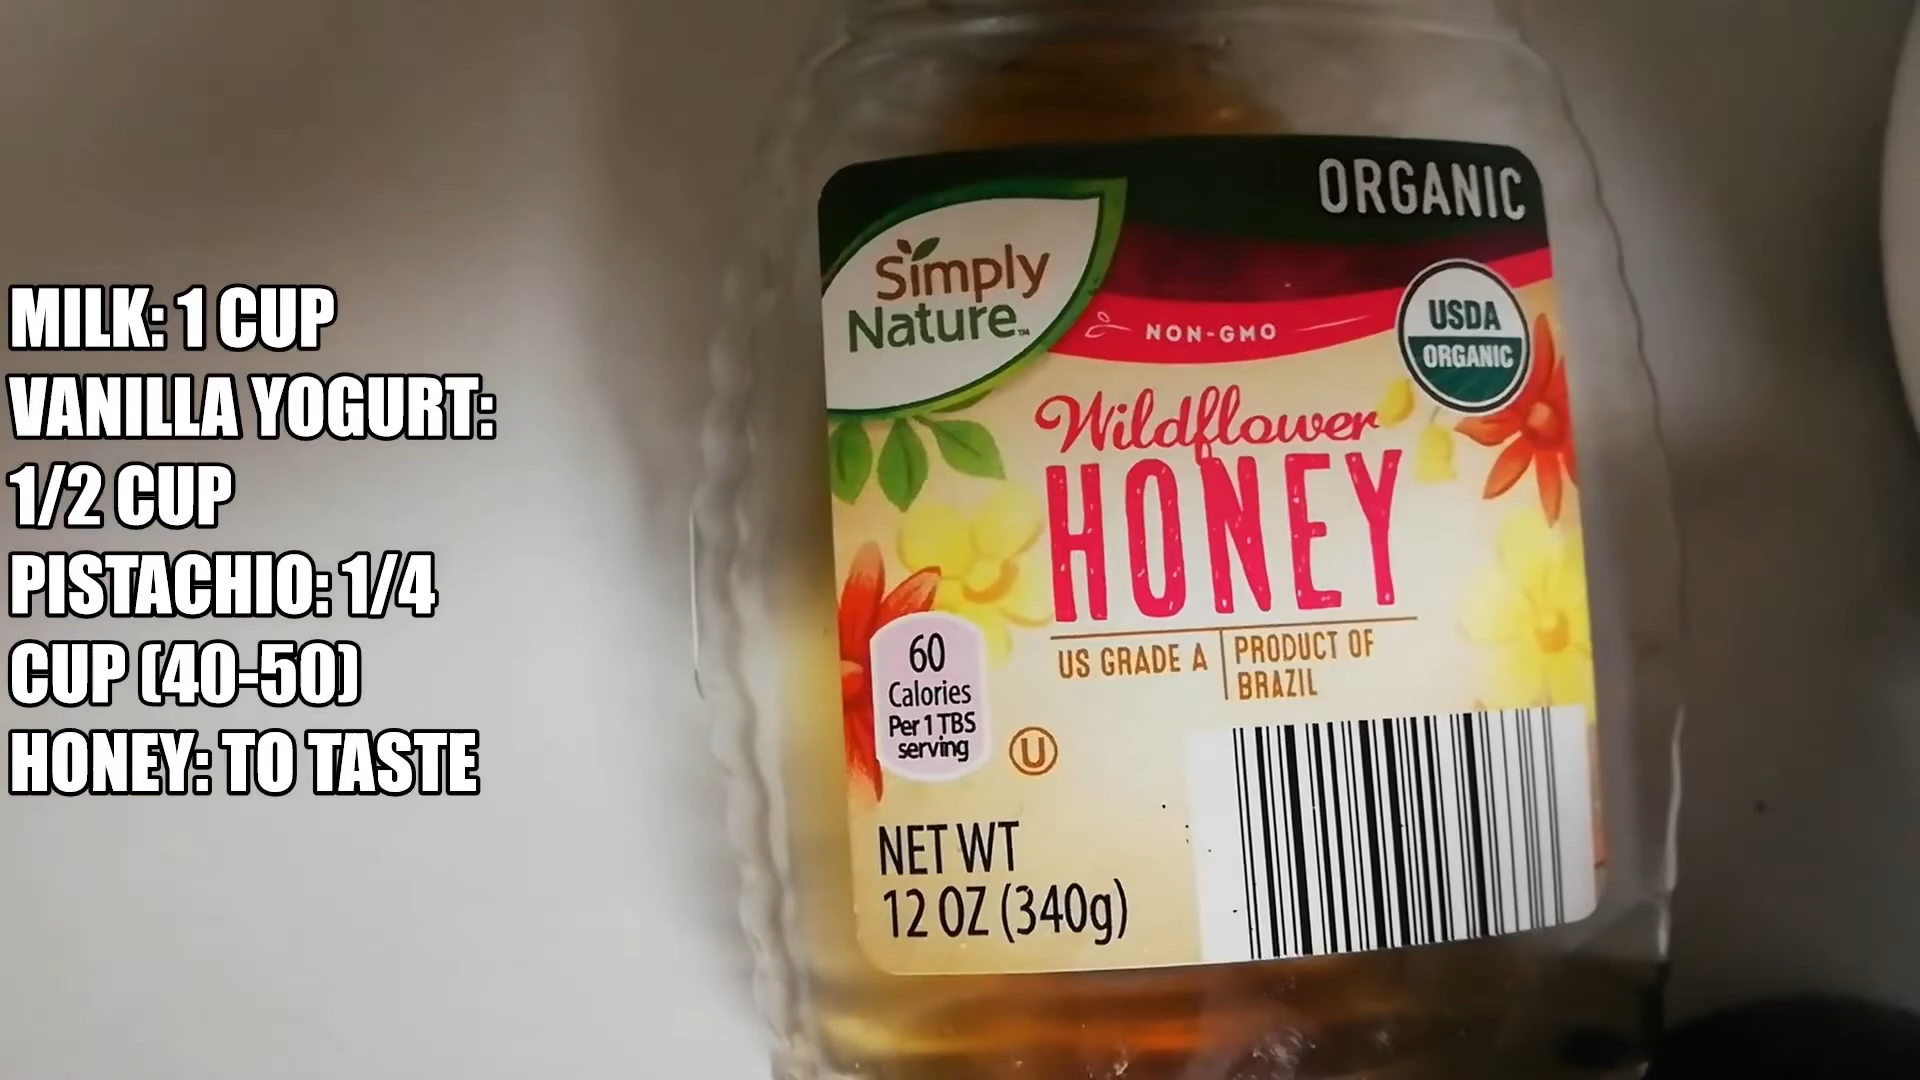 MILK: 1 CUP
VANILLA YOGURT:
1/2 CUP
PISTACHIO: 1/4
CUP (40-50)
HONEY: TO TASTE
ORGANIC
Simply
Nature™
NON-GMO
USDA
ORGANIC
Wildflower
HONEY
US GRADE A
PRODUCT OF
BRAZIL
60
Calories
Per 1 TBS
serving
U
NET WT
12 OZ (340g)